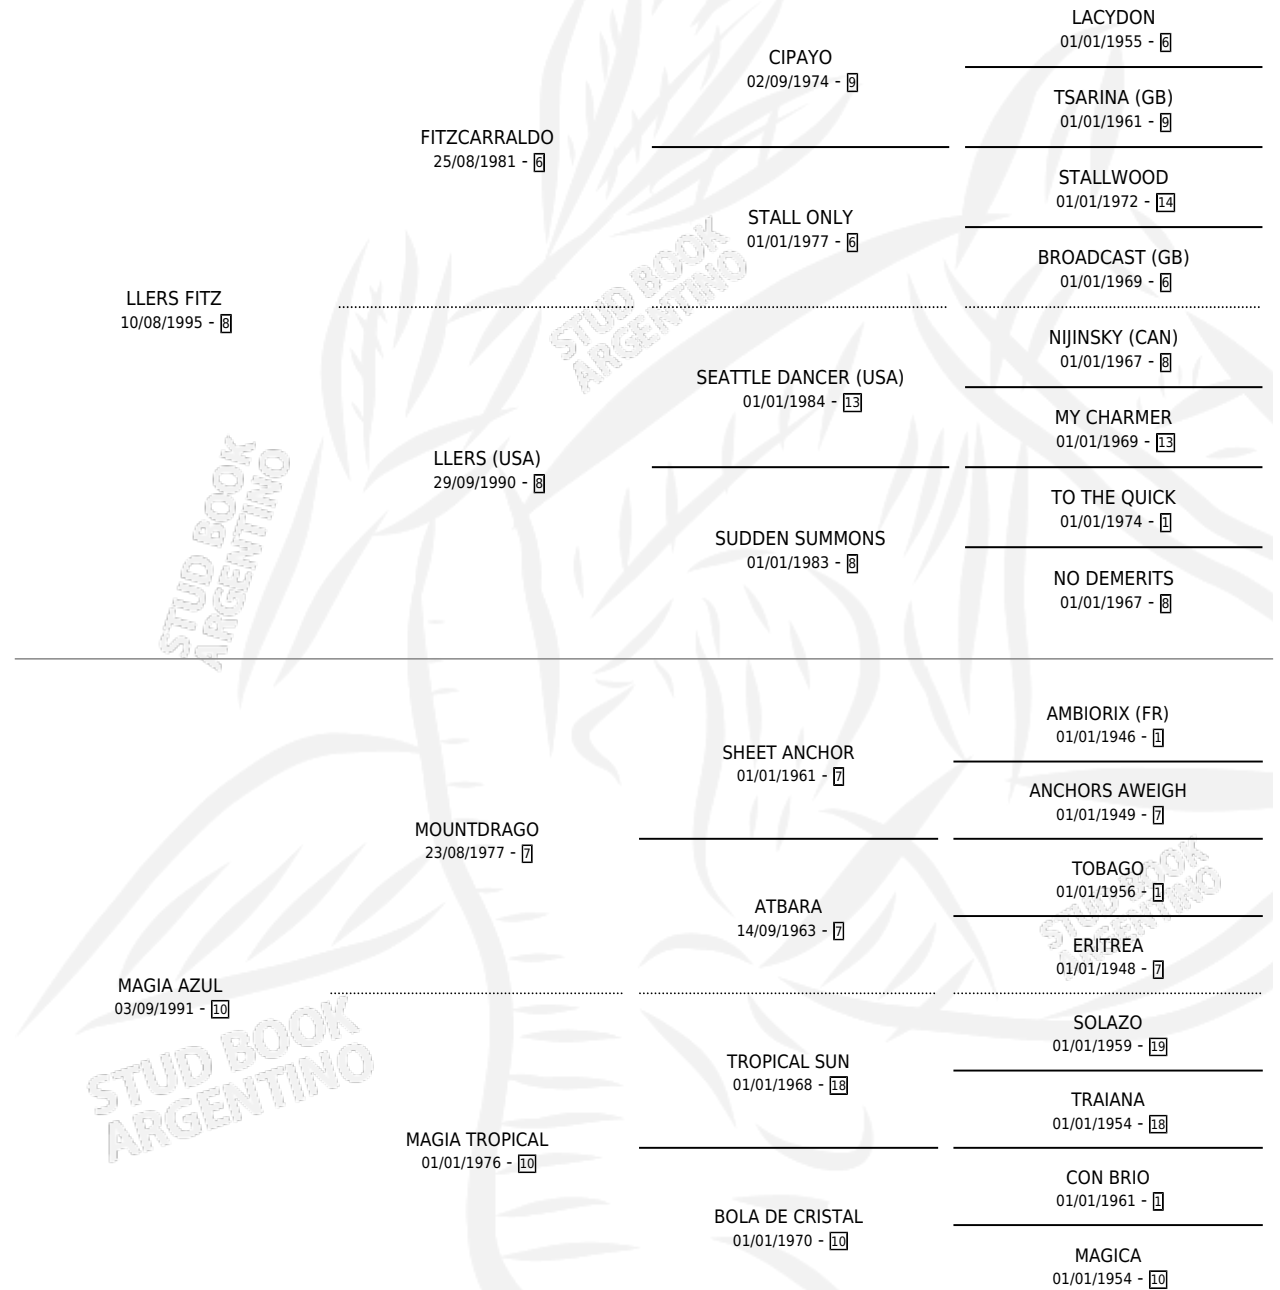 LACYDON
01/01/1955 - 6
CIPAYO
02/09/1974 - 9
TSARINA (GB)
01/01/1961 - 9
FITZCARRALDO
25/08/1981 - 6
STALLWOOD
01/01/1972 - 14
STALL ONLY
01/01/1977 - 6
BROADCAST (GB)
01/01/1969 - 6
LLERS FITZ
10/08/1995 - 8
NIJINSKY (CAN)
01/01/1967 - 8
SEATTLE DANCER (USA)
01/01/1984 - 13
MY CHARMER
01/01/1969 - 13
LLERS (USA)
29/09/1990 - 8
TO THE QUICK
01/01/1974 - 1
SUDDEN SUMMONS
01/01/1983 - 8
NO DEMERITS
01/01/1967 - 8
AMBIORIX (FR)
01/01/1946 - 1
SHEET ANCHOR
01/01/1961 - 7
ANCHORS AWEIGH
01/01/1949 - 7
MOUNTDRAGO
23/08/1977 - 7
TOBAGO
01/01/1956 - 1
ATBARA
14/09/1963 - 7
ERITREA
01/01/1948 - 7
MAGIA AZUL
03/09/1991 - 10
SOLAZO
01/01/1959 - 19
TROPICAL SUN
01/01/1968 - 18
TRAIANA
01/01/1954 - 18
MAGIA TROPICAL
01/01/1976 - 10
CON BRIO
01/01/1961 - 1
BOLA DE CRISTAL
01/01/1970 - 10
MAGICA
01/01/1954 - 10
STUD BOOK
ARGENTINO
STUD BOOK
ARGENTINO
STUD BOOK
ARGENTINO
STUD BOOK
ARGENTINO